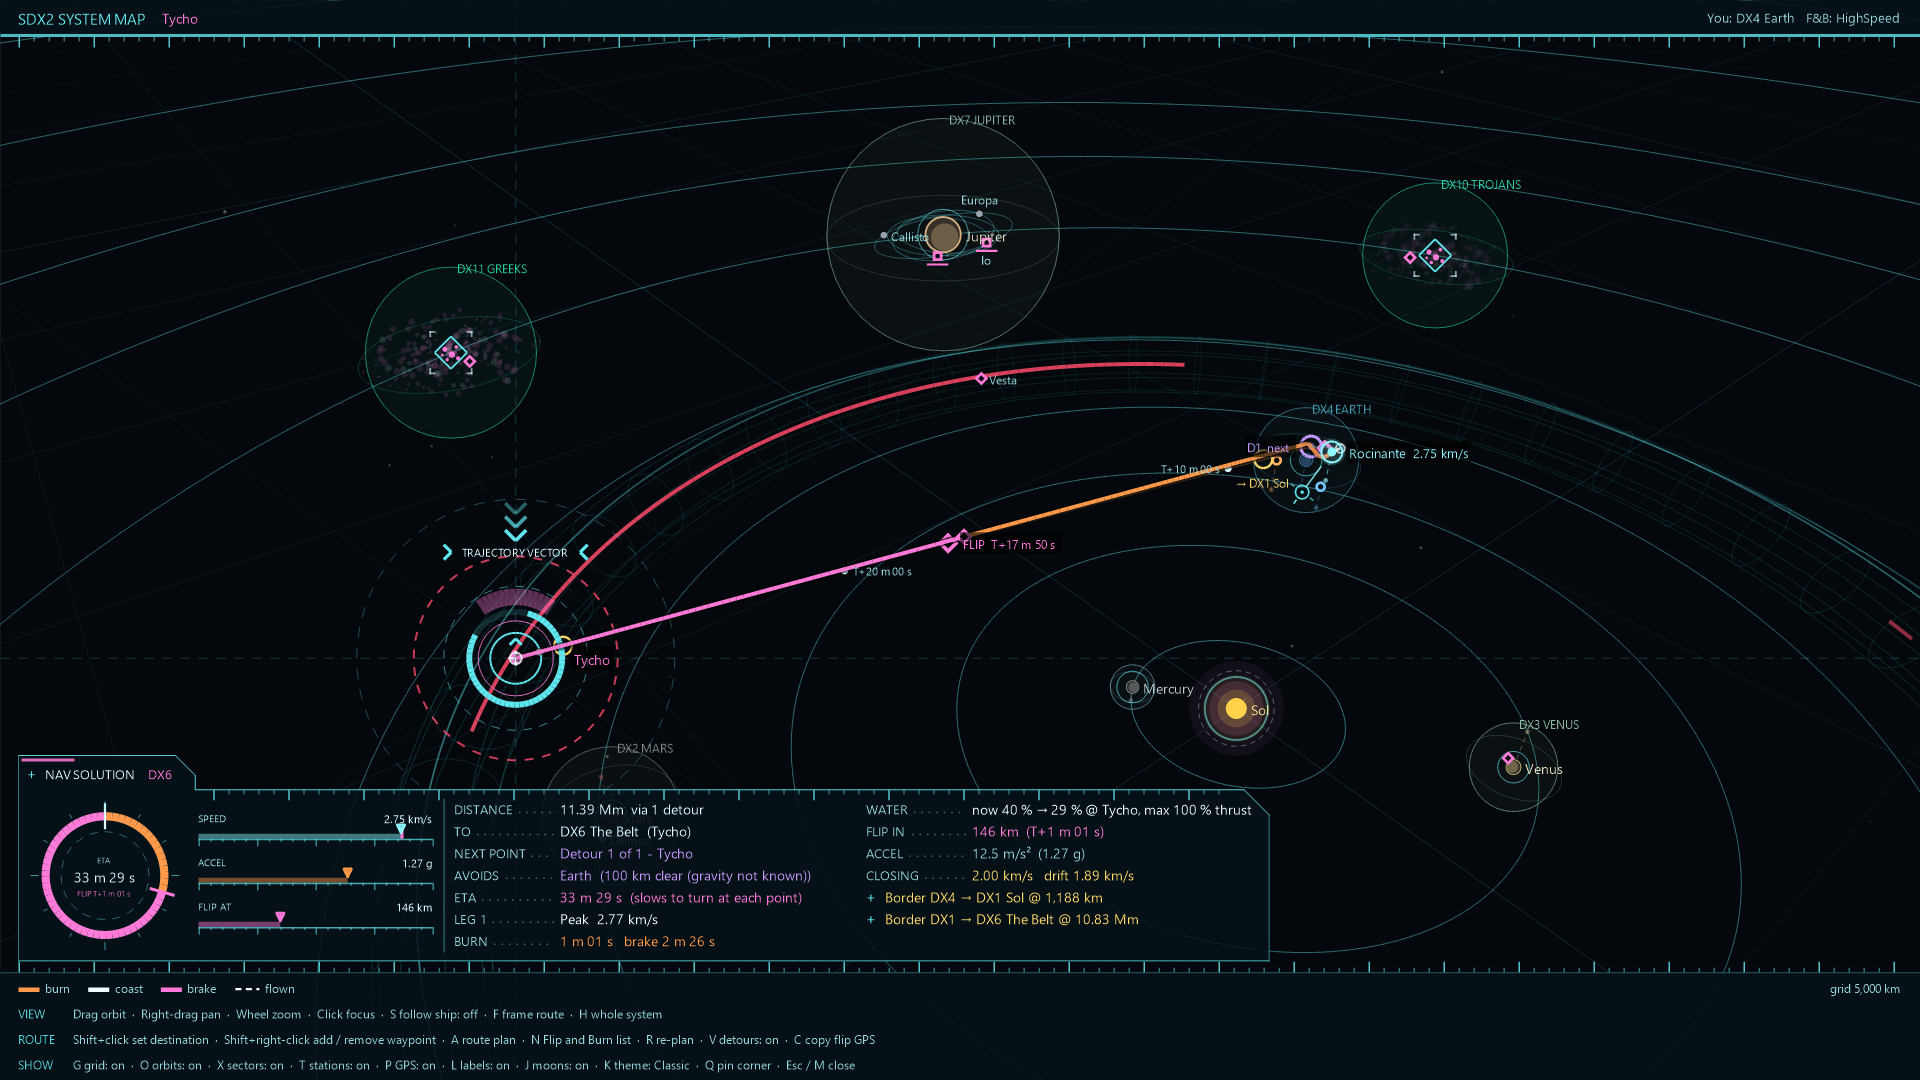 SDX2 SYSTEM MAP Tycho
You: DX4 Earth F&B: HighSpeed
DX7 JUPITER
DX10 TROJANS
Europa
Callisto
Jupiter
Io
DX11 GREEKS
Vesta
DX4 EARTH
D1 next
Rocinante 2.75 km/s
T+10 m 00 s
→ DX1 Sol
FLIP T+17 m 50 s
TRAJECTORY VECTOR
T+20 m 00 s
Tycho
Mercury
Sol
DX3 VENUS
Venus
DX2 MARS
+ NAV SOLUTION DX6
ETA
33 m 29 s
FLIP T+1 m 01 s
SPEED 2.75 km/s
ACCEL 1.27 g
FLIP AT 146 km
DISTANCE ...... 11.39 Mm via 1 detour
TO ........... DX6 The Belt (Tycho)
NEXT POINT ... Detour 1 of 1 - Tycho
AVOIDS ....... Earth (100 km clear (gravity not known))
ETA .......... 33 m 29 s (slows to turn at each point)
LEG 1 ........ Peak 2.77 km/s
BURN ........ 1 m 01 s brake 2 m 26 s
WATER ....... now 40 % → 29 % @ Tycho, max 100 % thrust
FLIP IN ........ 146 km (T+1 m 01 s)
ACCEL ........ 12.5 m/s² (1.27 g)
CLOSING ...... 2.00 km/s drift 1.89 km/s
+ Border DX4 → DX1 Sol @ 1,188 km
+ Border DX1 → DX6 The Belt @ 10.83 Mm
burn coast brake flown
grid 5,000 km
VIEW Drag orbit · Right-drag pan · Wheel zoom · Click focus · S follow ship: off · F frame route · H whole system
ROUTE Shift+click set destination · Shift+right-click add / remove waypoint · A route plan · N Flip and Burn list · R re-plan · V detours: on · C copy flip GPS
SHOW G grid: on · O orbits: on · X sectors: on · T stations: on · P GPS: on · L labels: on · J moons: on · K theme: Classic · Q pin corner · Esc / M close